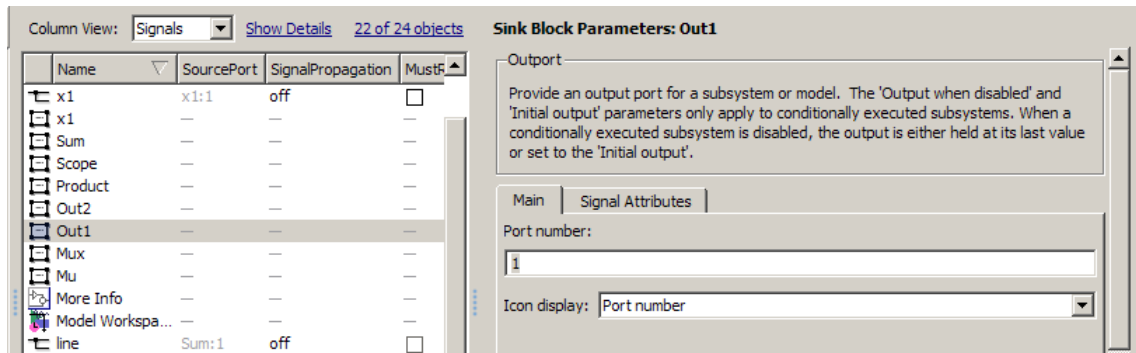 Column View: Signals Show Details 22 of 24 objects
Name SourcePort SignalPropagation
x1 x1:1 off
x1 — — —
Sum — — —
Scope — — —
Product — — —
Out2 — — —
Out1 — — —
Mux — — —
Mu — — —
More Info — — —
Model Workspa... — — —
line Sum:1 off
Sink Block Parameters: Out1
Outport
Provide an output port for a subsystem or model. The 'Output when disabled' and
'Initial output' parameters only apply to conditionally executed subsystems. When a
conditionally executed subsystem is disabled, the output is either held at its last value
or set to the 'Initial output'.
Main Signal Attributes
Port number:
1
Icon display: Port number